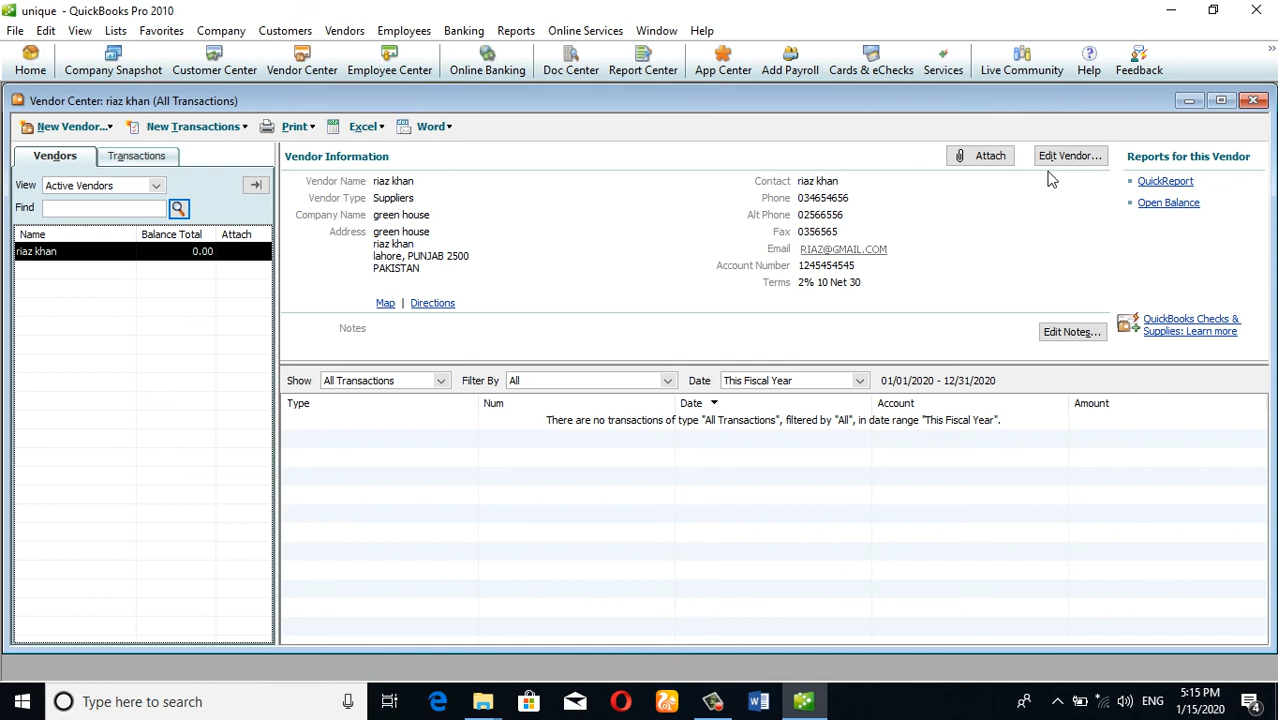 unique - QuickBooks Pro 2010
File Edit View Lists Favorites Company Customers Vendors Employees Banking Reports Online Services Window Help
Home Company Snapshot Customer Center Vendor Center Employee Center Online Banking Doc Center Report Center App Center Add Payroll Cards & eChecks Services Live Community Help Feedback
Vendor Center: riaz khan (All Transactions)
New Vendor... New Transactions Print Excel Word
Vendors Transactions
View Active Vendors
Find
Name Balance Total Attach
riaz khan 0.00
Vendor Information Attach Edit Vendor...
Vendor Name riaz khan
Vendor Type Suppliers
Company Name green house
Address green house
riaz khan
lahore, PUNJAB 2500
PAKISTAN
Map | Directions
Contact riaz khan
Phone 034654656
Alt Phone 02566556
Fax 0356565
Email RIAZ@GMAIL.COM
Account Number 1245454545
Terms 2% 10 Net 30
Notes
Edit Notes...
Reports for this Vendor
QuickReport
Open Balance
QuickBooks Checks &
Supplies: Learn more
Show All Transactions Filter By All Date This Fiscal Year 01/01/2020 - 12/31/2020
Type Num Date Account Amount
There are no transactions of type "All Transactions", filtered by "All", in date range "This Fiscal Year".
Type here to search
ENG
5:15 PM
1/15/2020
4